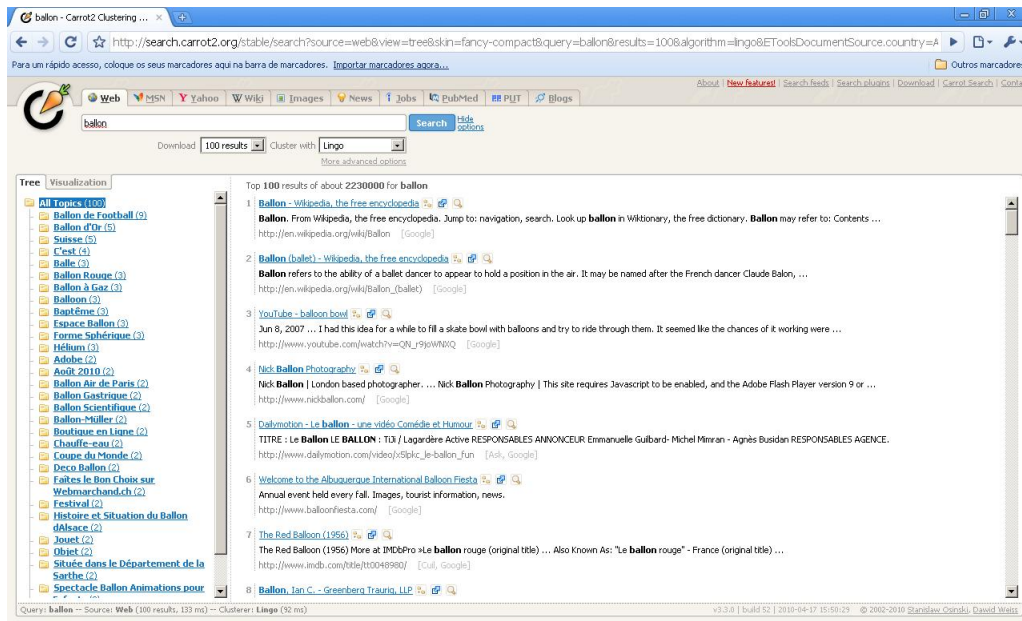 ballon - Carrot2 Clustering ...
http://search.carrot2.org/stable/search?source=web&view=tree&skin=fancy-compact&query=ballon&results=100&algorithm=lingo&EToolsDocumentSource.country=A
Para um rápido acesso, coloque os seus marcadores aqui na barra de marcadores. Importar marcadores agora... Outros marcadores
About | New features! | Search feeds | Search plugins | Download | Carrot Search | Conta
Web MSN Yahoo Wiki Images News Jobs PubMed PUT Blogs
ballon Search Hide options
Download 100 results Cluster with Lingo
More advanced options
Tree Visualization
All Topics (100)
Ballon de Football (9)
Ballon d'Or (5)
Suisse (5)
C'est (4)
Balle (3)
Ballon Rouge (3)
Ballon à Gaz (3)
Balloon (3)
Baptême (3)
Espace Ballon (3)
Forme Sphérique (3)
Hélium (3)
Adobe (2)
Août 2010 (2)
Ballon Air de Paris (2)
Ballon Gastrique (2)
Ballon Scientifique (2)
Ballon-Müller (2)
Boutique en Ligne (2)
Chauffe-eau (2)
Coupe du Monde (2)
Deco Ballon (2)
Faîtes le Bon Choix sur
Webmarchand.ch (2)
Festival (2)
Histoire et Situation du Ballon
dAlsace (2)
Jouet (2)
Objet (2)
Située dans le Département de la
Sarthe (2)
Spectacle Ballon Animations pour
Top 100 results of about 2230000 for ballon
1 Ballon - Wikipedia, the free encyclopedia
Ballon. From Wikipedia, the free encyclopedia. Jump to: navigation, search. Look up ballon in Wiktionary, the free dictionary. Ballon may refer to: Contents ...
http://en.wikipedia.org/wiki/Ballon [Google]
2 Ballon (ballet) - Wikipedia, the free encyclopedia
Ballon refers to the ability of a ballet dancer to appear to hold a position in the air. It may be named after the French dancer Claude Balon, ...
http://en.wikipedia.org/wiki/Ballon_(ballet) [Google]
3 YouTube - balloon bowl
Jun 8, 2007 ... I had this idea for a while to fill a skate bowl with balloons and try to ride through them. It seemed like the chances of it working were ...
http://www.youtube.com/watch?v=QN_r9joWNXQ [Google]
4 Nick Ballon Photography
Nick Ballon | London based photographer. ... Nick Ballon Photography | This site requires Javascript to be enabled, and the Adobe Flash Player version 9 or ...
http://www.nickballon.com/ [Google]
5 Dailymotion - Le ballon - une vidéo Comédie et Humour
TITRE : Le Ballon LE BALLON : TiJi / Lagardère Active RESPONSABLES ANNONCEUR Emmanuelle Guilbard- Michel Mimran - Agnès Busidan RESPONSABLES AGENCE.
http://www.dailymotion.com/video/x5lpkc_le-ballon_fun [Ask, Google]
6 Welcome to the Albuquerque International Balloon Fiesta
Annual event held every fall. Images, tourist information, news.
http://www.balloonfiesta.com/ [Google]
7 The Red Balloon (1956)
The Red Balloon (1956) More at IMDbPro »Le ballon rouge (original title) ... Also Known As: "Le ballon rouge" - France (original title) ...
http://www.imdb.com/title/tt0048980/ [Cuil, Google]
8 Ballon, Ian C. - Greenberg Traurig, LLP
Query: ballon -- Source: Web (100 results, 133 ms) -- Clusterer: Lingo (92 ms)
v3.3.0 | build 52 | 2010-04-17 15:50:29 © 2002-2010 Stanislaw Osinski, Dawid Weiss